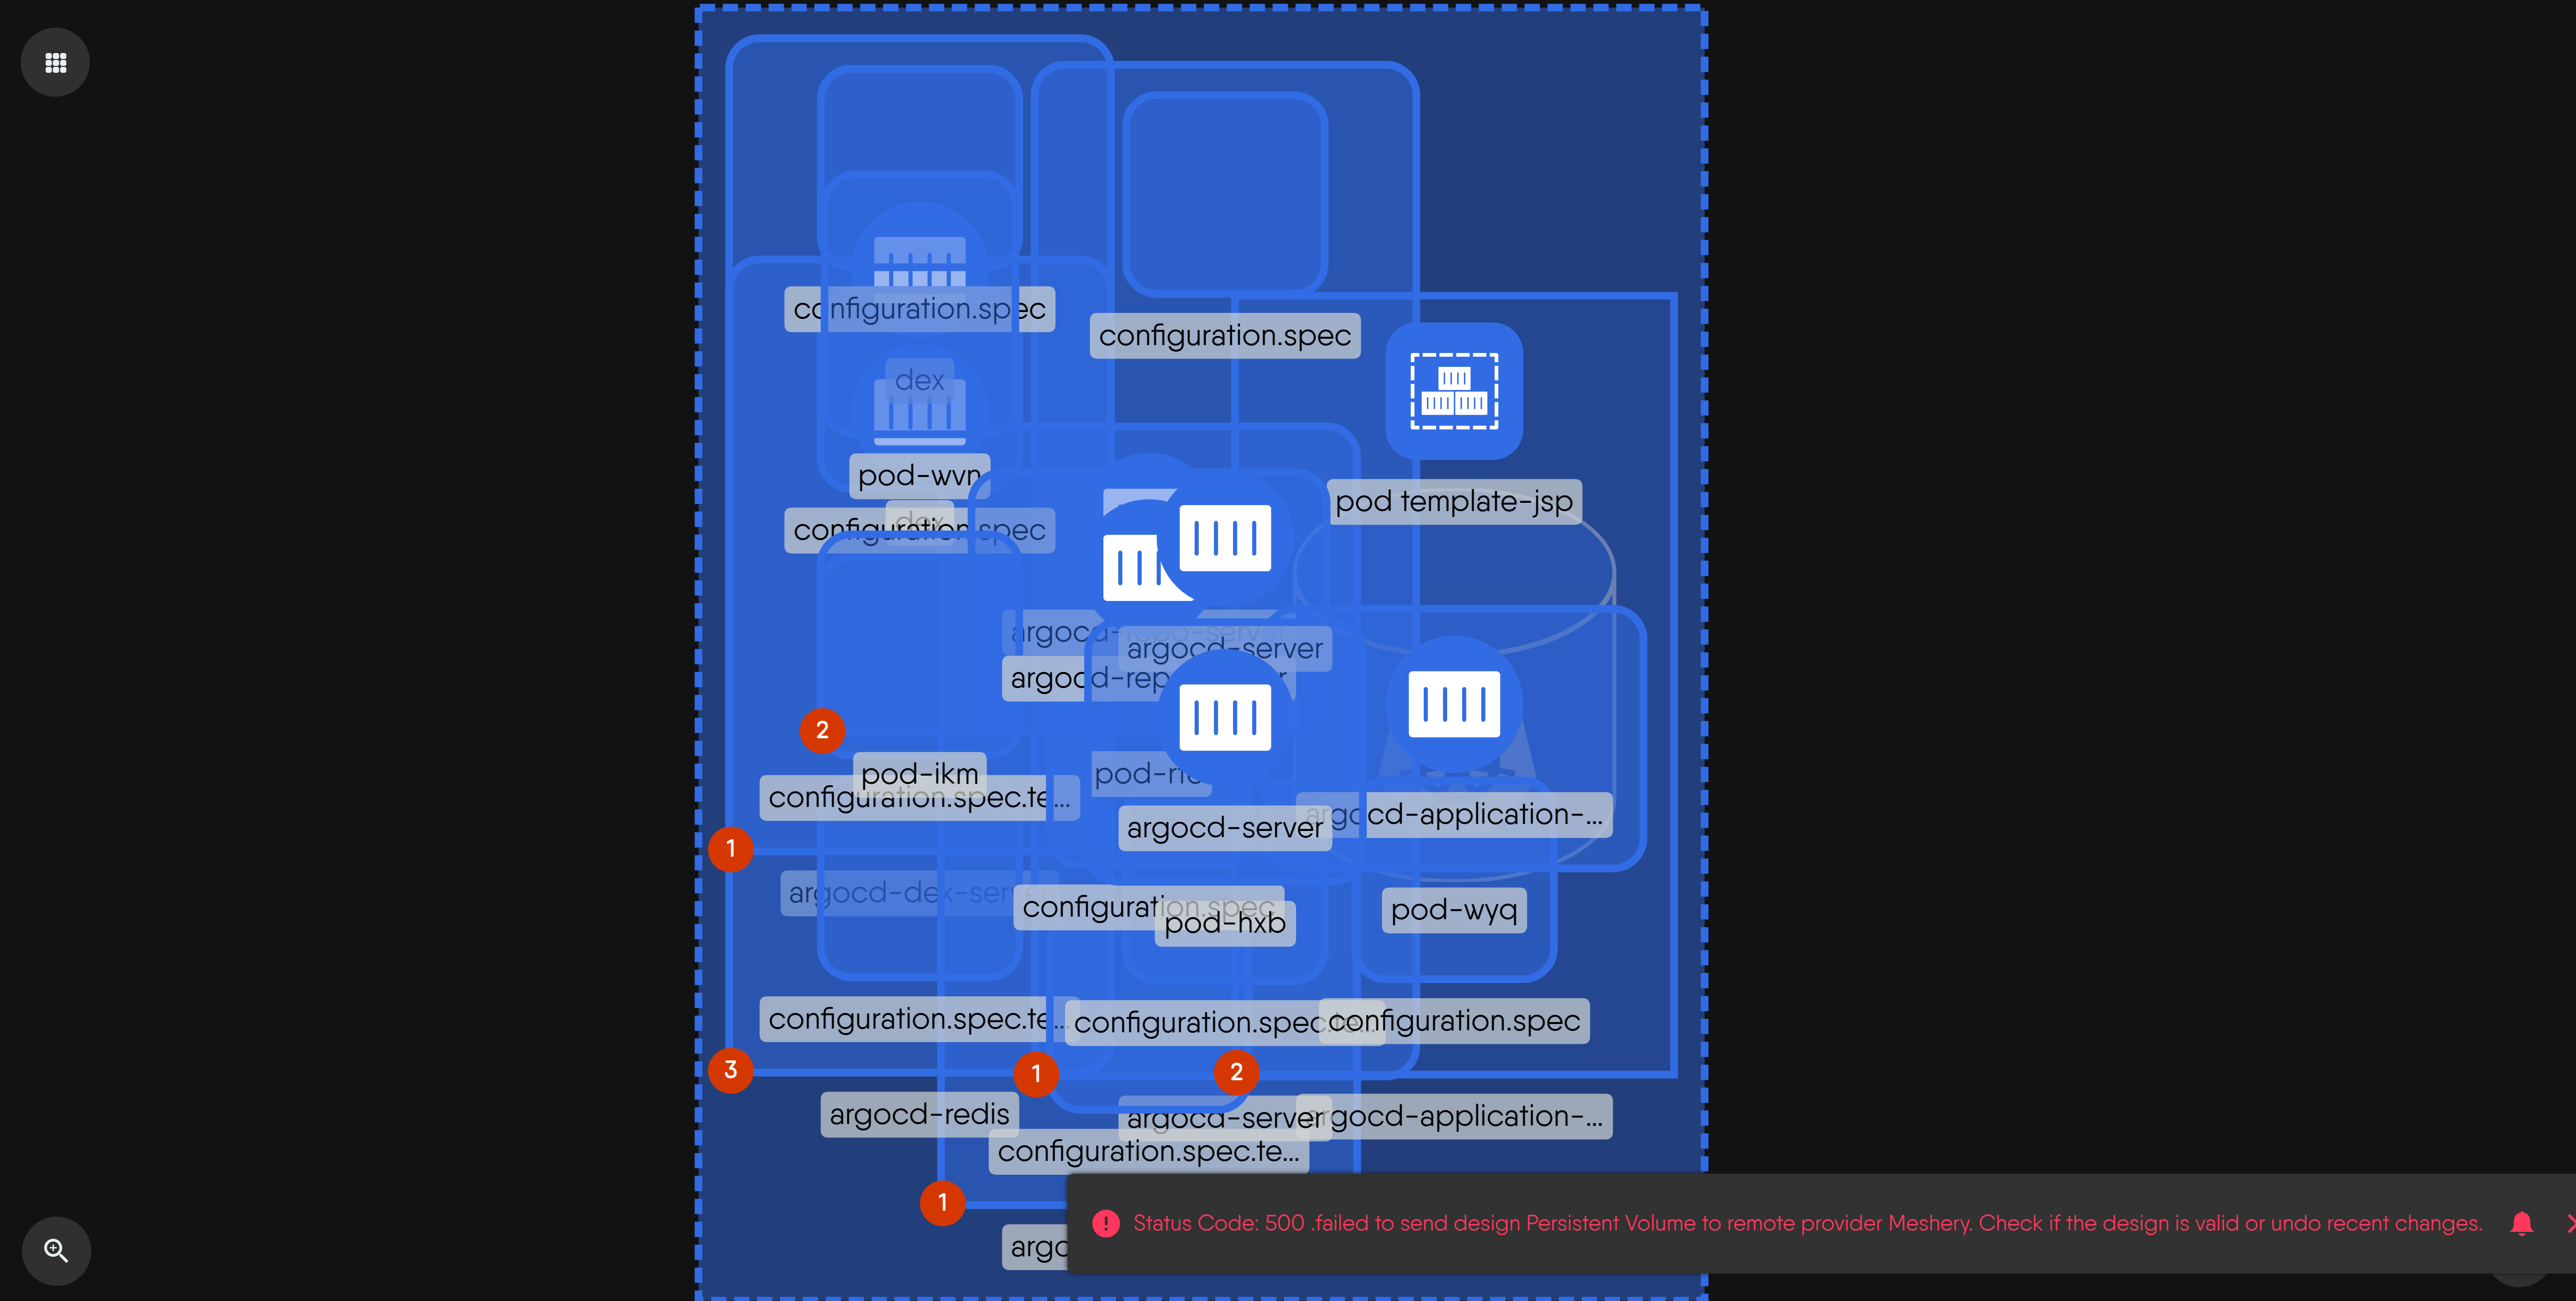 configuration.spec
configuration.spec
dex
pod-wvn
pod template-jsp
dex
configuration.spec
argocd-repo-server
argocd-server
argocd-rep
2
pod-ikm
configuration.spec.te...
argocd-server
argocd-application-...
1
argocd-dex-ser
configuration.spec
pod-hxb
pod-wyq
configuration.spec.te...
configuration.spec.te...
configuration.spec
3
1
2
argocd-redis
argocd-server
argocd-application-...
configuration.spec.te...
1
Status Code: 500 .failed to send design Persistent Volume to remote provider Meshery. Check if the design is valid or undo recent changes.